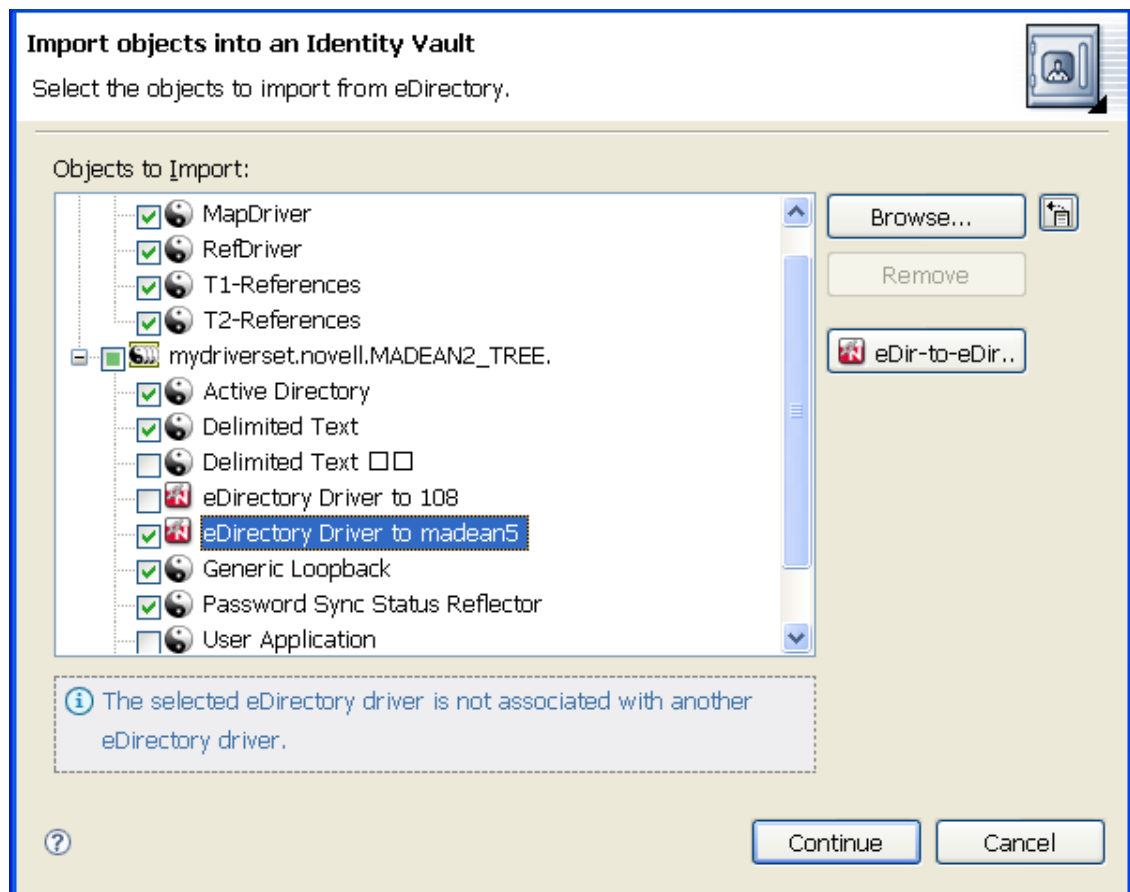 Import objects into an Identity Vault
Select the objects to import from eDirectory.
Objects to Import:
MapDriver
Browse...
RefDriver
T1-References
Remove
T2-References
mydriverset.novell.MADEAN2_TREE.
eDir-to-eDir..
Active Directory
Delimited Text
Delimited Text □□
eDirectory Driver to 108
eDirectory Driver to madean5
Generic Loopback
Password Sync Status Reflector
User Application
The selected eDirectory driver is not associated with another
eDirectory driver.
Continue
Cancel